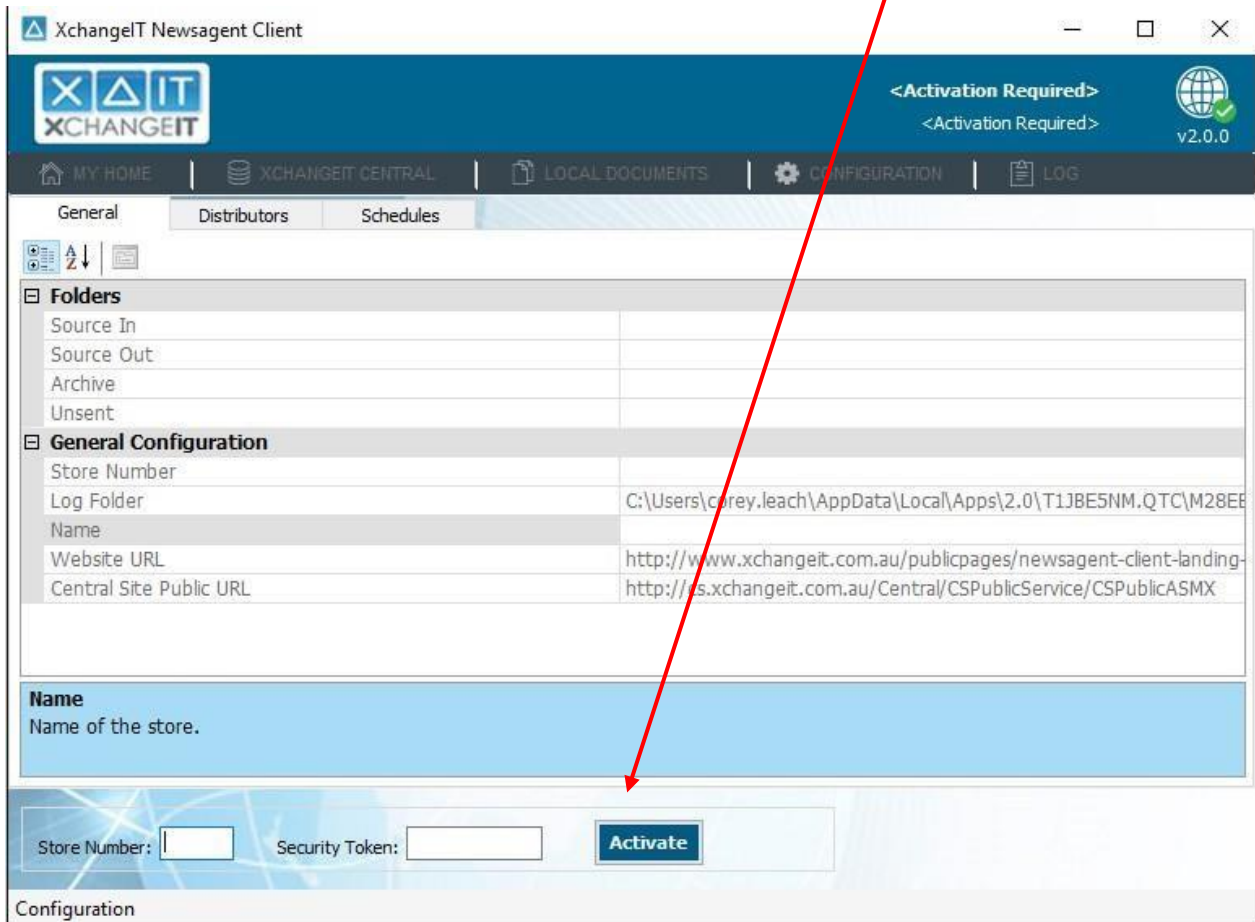 XchangeIT Newsagent Client
X IT
XCHANGEIT
<Activation Required>
<Activation Required>
v2.0.0
MY HOME | XCHANGEIT CENTRAL | LOCAL DOCUMENTS | CONFIGURATION | LOG
General Distributors Schedules
Folders
Source In
Source Out
Archive
Unsent
General Configuration
Store Number
Log Folder C:\Users\corey.leach\AppData\Local\Apps\2.0\T1JBE5NM.QTC\M28EE
Name
Website URL http://www.xchangeit.com.au/publicpages/newsagent-client-landing-
Central Site Public URL http://cs.xchangeit.com.au/Central/CSPublicService/CSPublicASMX
Name
Name of the store.
Store Number: Security Token: Activate
Configuration